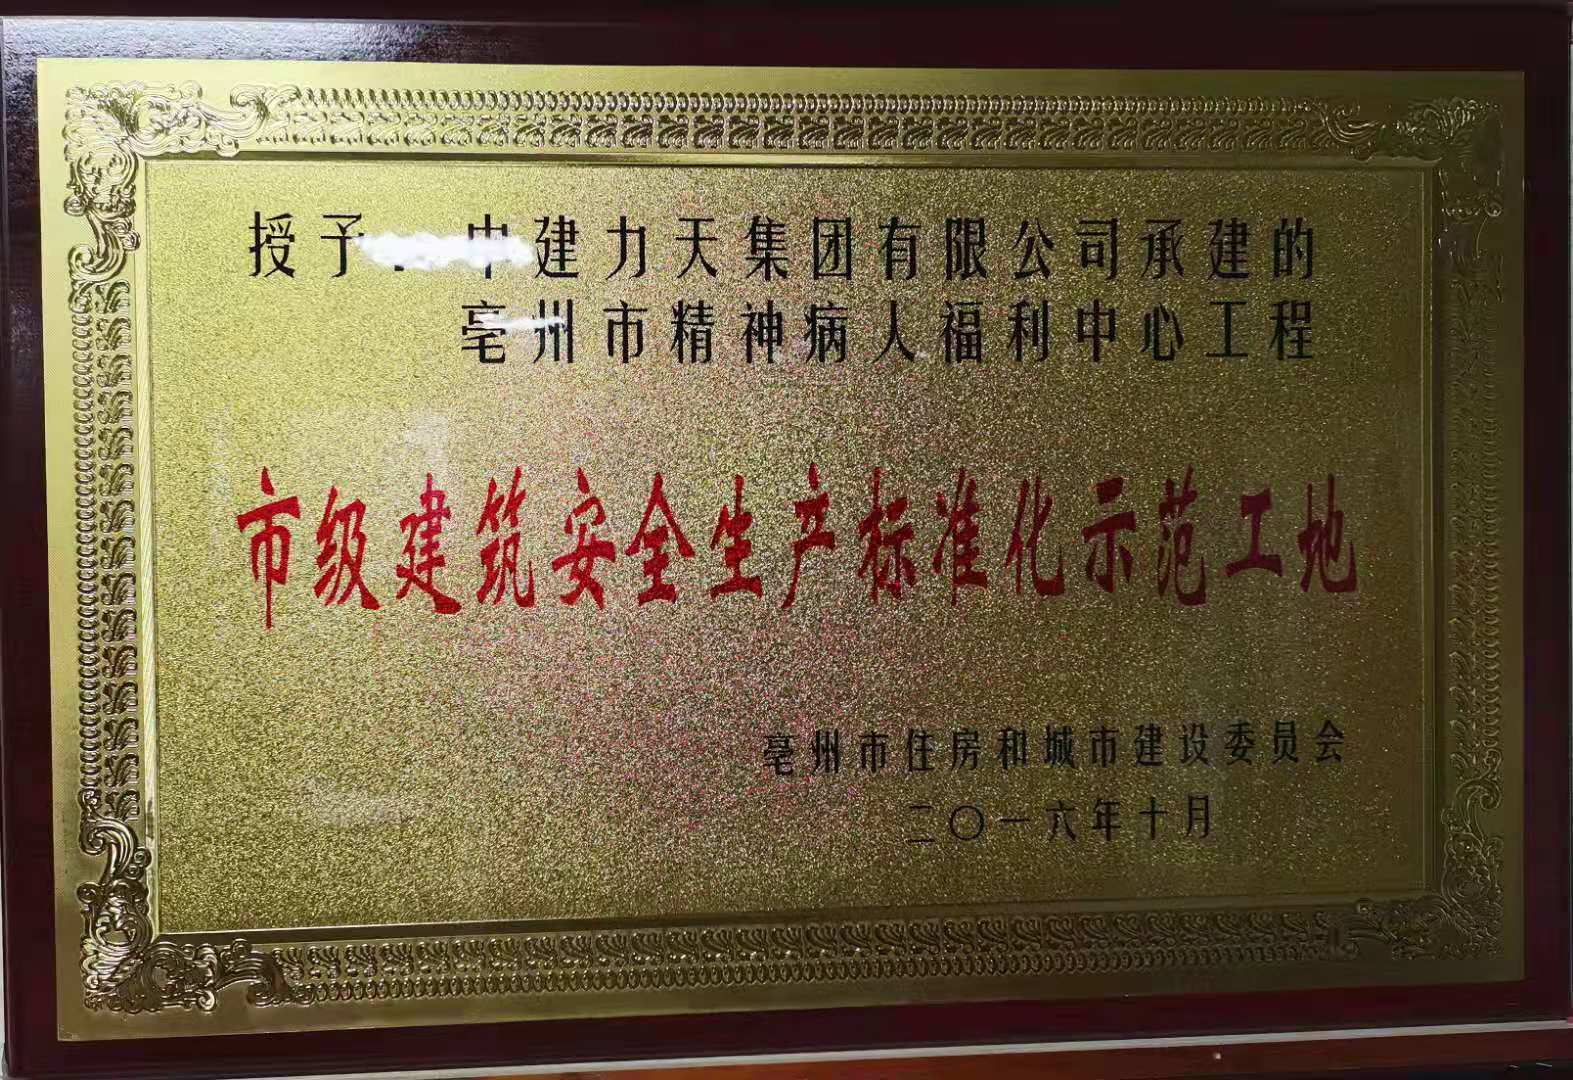 授予：中建力天集团有限公司承建的
亳州市精神病人福利中心工程
市级建筑安全生产标准化示范工地
亳州市住房和城市建设委员会
二〇一六年十月